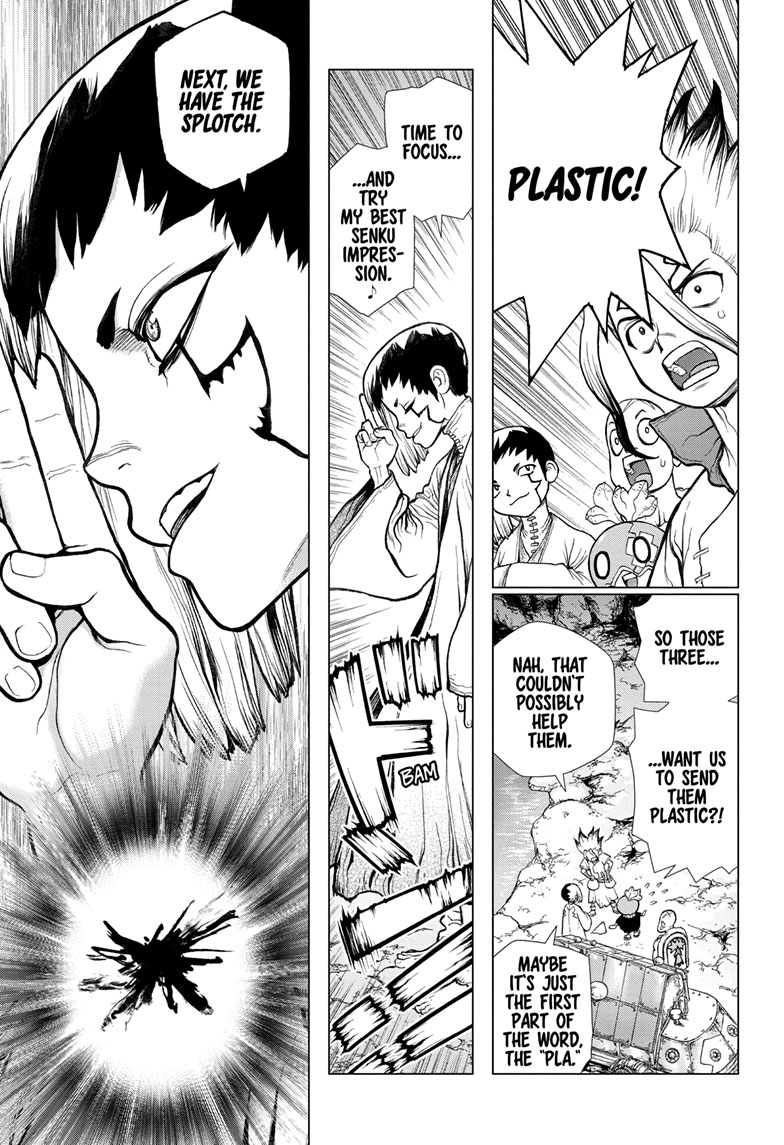 PLASTIC!
SO THOSE
THREE...
...WANT US
TO SEND
THEM
PLASTIC?!
NAH, THAT
COULDN'T
POSSIBLY
HELP
THEM.
MAYBE
IT'S JUST
THE FIRST
PART OF
THE WORD,
THE "PLA."
TIME TO
FOCUS...
...AND
TRY
MY BEST
SENKU
IMPRES-
SION.
♪
ド
BAM
NEXT, WE
HAVE THE
SPLOTCH.